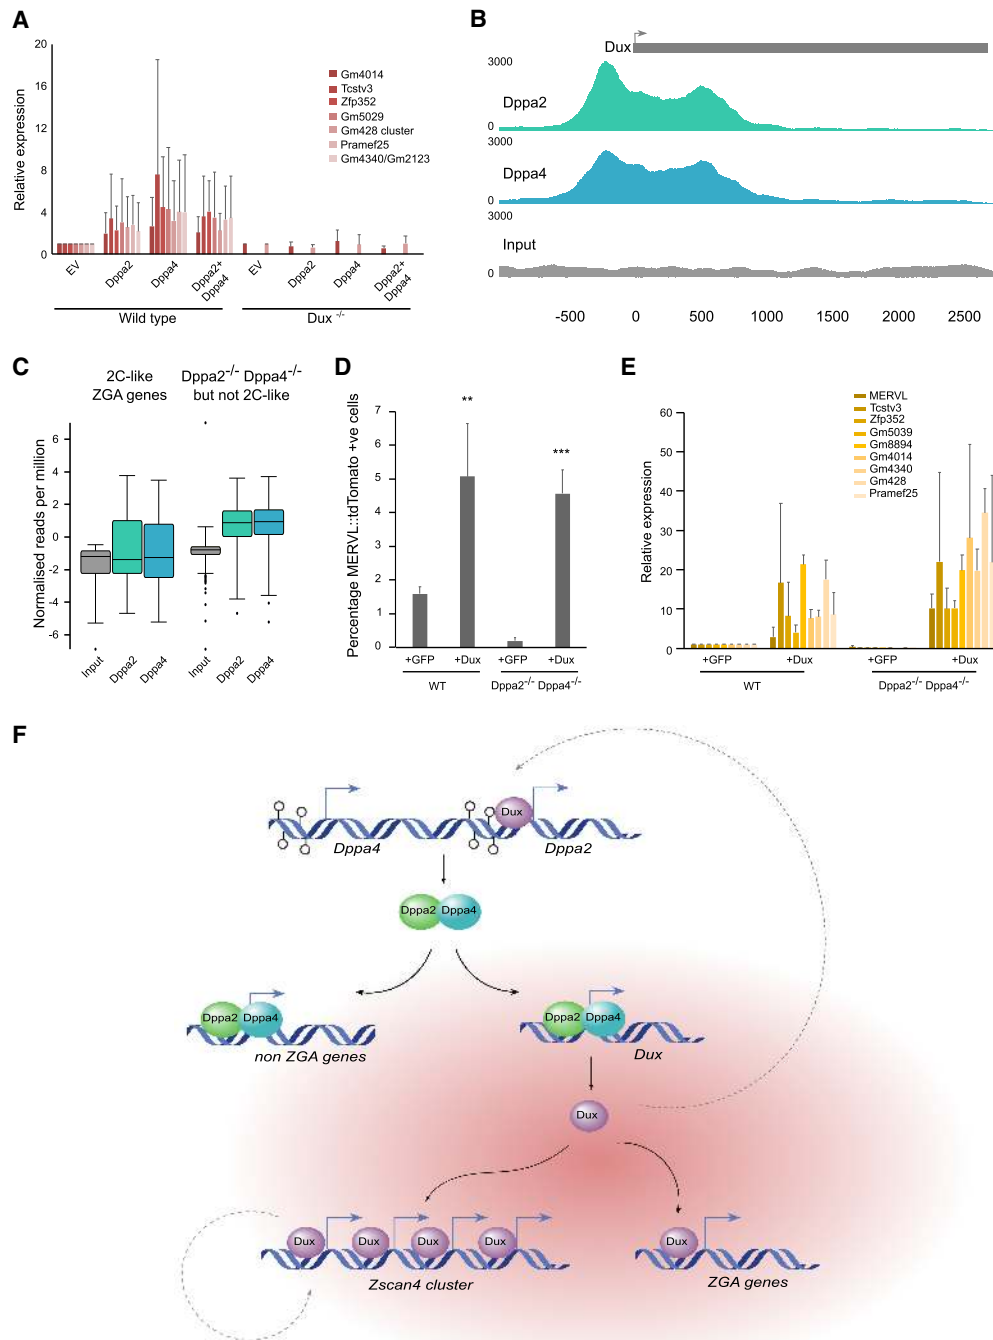 A
Relative expression
20
16
12
8
4
0
Gm4014
Tcstv3
Zfp352
Gm5029
Gm428 cluster
Pramef25
Gm4340/Gm2123
EV
Dppa2
Dppa4
Dppa2+
Dppa4
EV
Dppa2
Dppa4
Dppa2+
Dppa4
Wild type
Dux -/-
B
Dux
3000
Dppa2
0
3000
Dppa4
0
3000
Input
0
-500 0 500 1000 1500 2000 2500
C
2C-like
ZGA genes
Dppa2-/- Dppa4-/-
but not 2C-like
Normalised reads per million
6
4
2
0
-2
-4
-6
Input
Dppa2
Dppa4
Input
Dppa2
Dppa4
D
Percentage MERVL::tdTomato +ve cells
7
6
5
4
3
2
1
0
**
***
+GFP +Dux +GFP +Dux
WT Dppa2-/- Dppa4-/-
E
Relative expression
60
50
40
30
20
10
0
MERVL
Tcstv3
Zfp352
Gm5039
Gm8894
Gm4014
Gm4340
Gm428
Pramef25
+GFP +Dux +GFP +Dux
WT Dppa2-/- Dppa4-/-
F
Dux
Dppa4 Dppa2
Dppa2 Dppa4
Dppa2 Dppa4
non ZGA genes
Dppa2 Dppa4
Dux
Dux
Dux Dux Dux Dux
Zscan4 cluster
Dux
ZGA genes